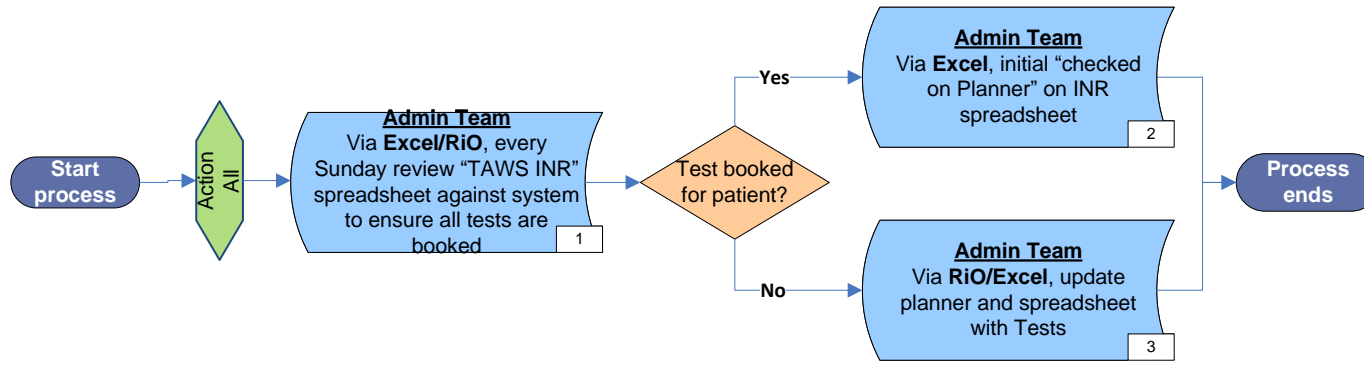 Start
process
Action
All
Admin Team
Via Excel/RiO, every
Sunday review “TAWS INR”
spreadsheet against system
to ensure all tests are
booked
1
Test booked
for patient?
Yes
Admin Team
Via Excel, initial “checked
on Planner” on INR
spreadsheet
2
No
Admin Team
Via RiO/Excel, update
planner and spreadsheet
with Tests
3
Process
ends